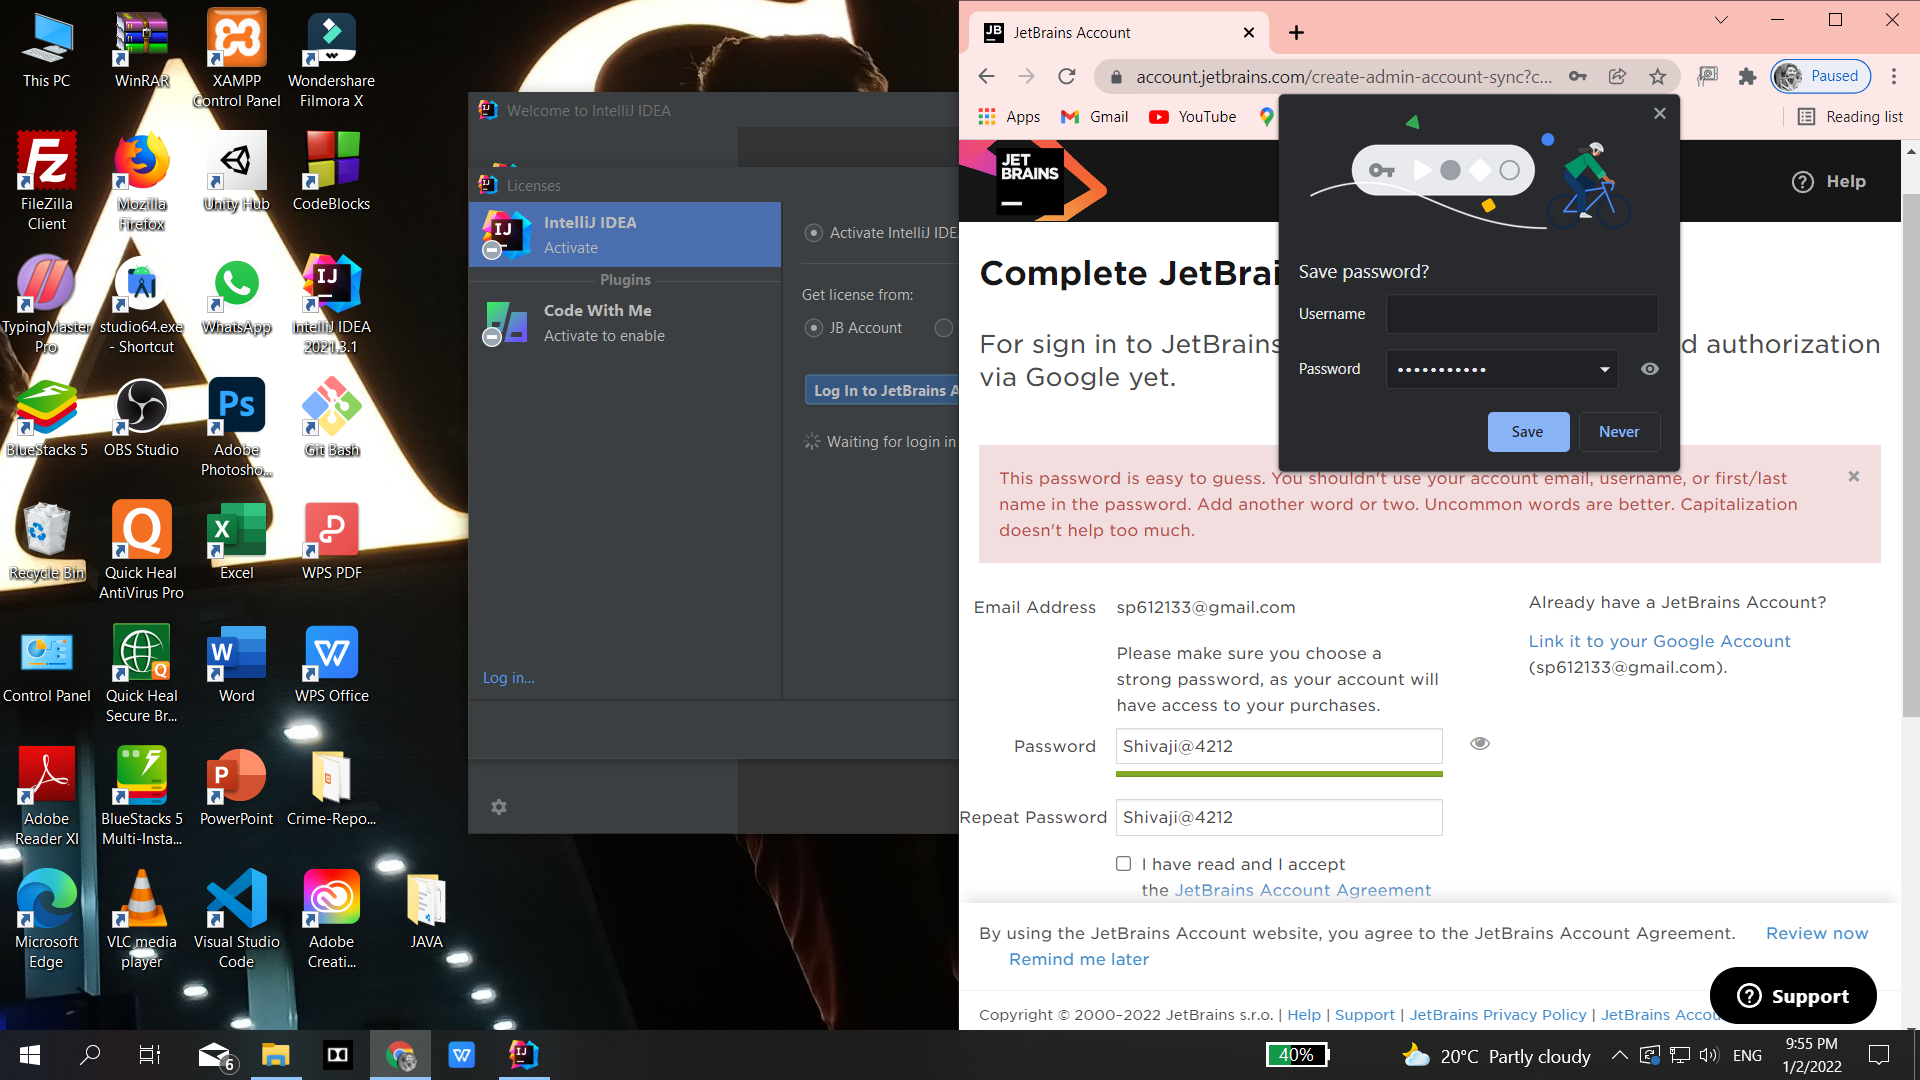 This PC
WinRAR
XAMPP
Control Panel
Wondershare
Filmora X
FileZilla
Client
Mozilla
Firefox
Unity Hub
CodeBlocks
TypingMaster
Pro
studio64.exe
- Shortcut
WhatsApp
IntelliJ IDEA
2021.3.1
BlueStacks 5
OBS Studio
Adobe
Photosho...
Git Bash
Recycle Bin
Quick Heal
AntiVirus Pro
Excel
WPS PDF
Control Panel
Quick Heal
Secure Br...
Word
WPS Office
Adobe
Reader XI
BlueStacks 5
Multi-Insta...
PowerPoint
Crime-Repo...
Microsoft
Edge
VLC media
player
Visual Studio
Code
Adobe
Creati...
JAVA
Welcome to IntelliJ IDEA
Licenses
IntelliJ IDEA
Activate
Plugins
Code With Me
Activate to enable
Log in...
Activate IntelliJ IDE
Get license from:
JB Account
Log In to JetBrains A
Waiting for login in
JetBrains Account
account.jetbrains.com/create-admin-account-sync?c...
Paused
Apps
Gmail
YouTube
Reading list
JET
BRAINS
Help
Save password?
Username
Password
•••••••••••
Save
Never
Complete JetBrai
For sign in to JetBrains d authorization
via Google yet.
This password is easy to guess. You shouldn't use your account email, username, or first/last
name in the password. Add another word or two. Uncommon words are better. Capitalization
doesn't help too much.
Email Address sp612133@gmail.com
Please make sure you choose a
strong password, as your account will
have access to your purchases.
Password Shivaji@4212
Repeat Password Shivaji@4212
I have read and I accept
the JetBrains Account Agreement
Already have a JetBrains Account?
Link it to your Google Account
(sp612133@gmail.com).
By using the JetBrains Account website, you agree to the JetBrains Account Agreement. Review now
Remind me later
Support
Copyright © 2000–2022 JetBrains s.r.o. | Help | Support | JetBrains Privacy Policy | JetBrains Accou
6
40%
20°C Partly cloudy
ENG
9:55 PM
1/2/2022